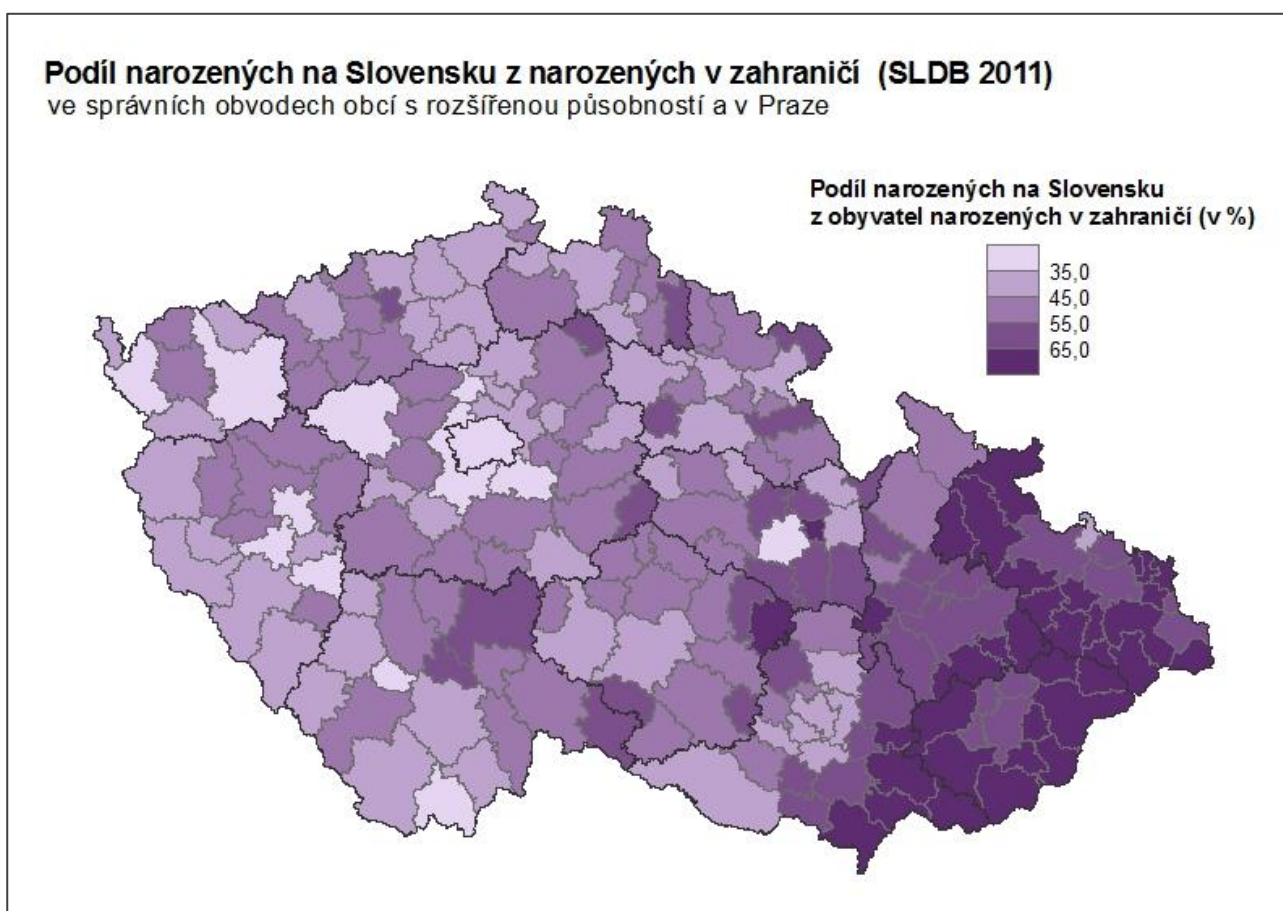 Podíl narozených na Slovensku z narozených v zahraničí (SLDB 2011)
ve správních obvodech obcí s rozšířenou působností a v Praze
Podíl narozených na Slovensku
z obyvatel narozených v zahraničí (v %)
35,0
45,0
55,0
65,0